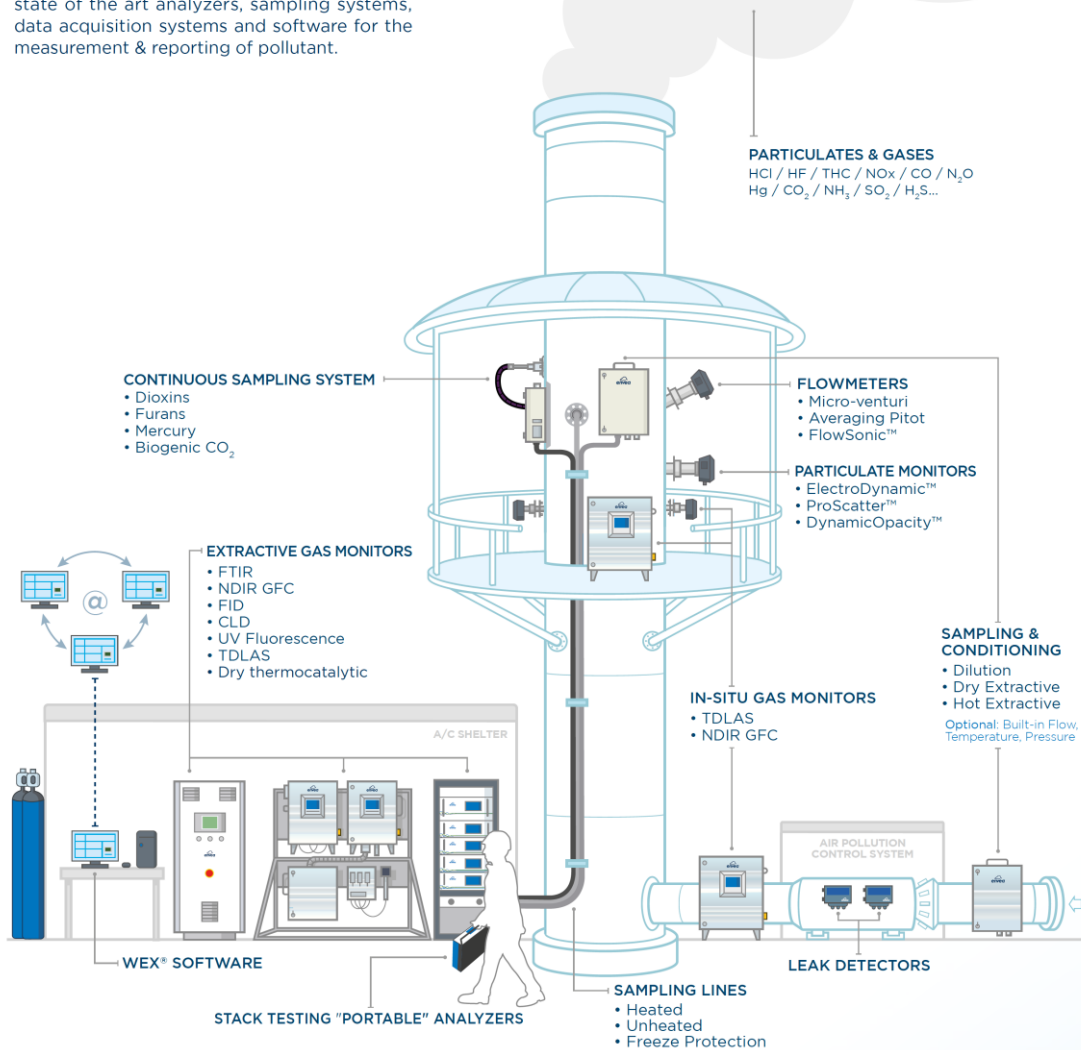 state of the art analyzers, sampling systems,
data acquisition systems and software for the
measurement & reporting of pollutant.
PARTICULATES & GASES
HCl / HF / THC / NOx / CO / N₂O
Hg / CO₂ / NH₃ / SO₂ / H₂S...
CONTINUOUS SAMPLING SYSTEM
• Dioxins
• Furans
• Mercury
• Biogenic CO₂
envea
FLOWMETERS
• Micro-venturi
• Averaging Pitot
• FlowSonic™
PARTICULATE MONITORS
• ElectroDynamic™
• ProScatter™
• DynamicOpacity™
EXTRACTIVE GAS MONITORS
• FTIR
• NDIR GFC
• FID
• CLD
• UV Fluorescence
• TDLAS
• Dry thermocatalytic
@
SAMPLING &
CONDITIONING
• Dilution
• Dry Extractive
• Hot Extractive
Optional: Built-in Flow,
Temperature, Pressure
IN-SITU GAS MONITORS
• TDLAS
• NDIR GFC
A/C SHELTER
AIR POLLUTION
CONTROL SYSTEM
WEX® SOFTWARE
LEAK DETECTORS
STACK TESTING "PORTABLE" ANALYZERS
SAMPLING LINES
• Heated
• Unheated
• Freeze Protection